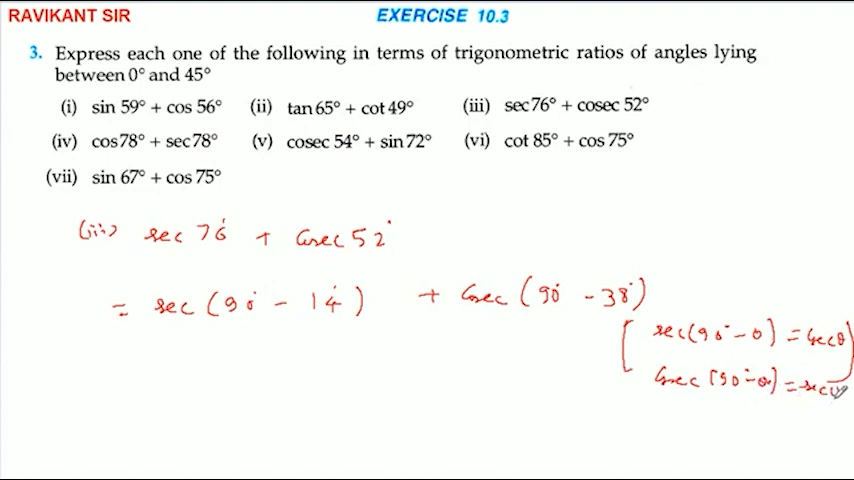 RAVIKANT SIR EXERCISE 10.3
3. Express each one of the following in terms of trigonometric ratios of angles lying
between 0° and 45°
(i) sin 59° + cos 56° (ii) tan 65° + cot 49° (iii) sec 76° + cosec 52°
(iv) cos 78° + sec 78° (v) cosec 54° + sin 72° (vi) cot 85° + cos 75°
(vii) sin 67° + cos 75°
(iii) sec 76° + Cosec 52°
= sec (90° - 14°) + Cosec (90° - 38°)
[ sec(90° - θ) = Cosecθ
Cosec (90° - θ) = secθ ]